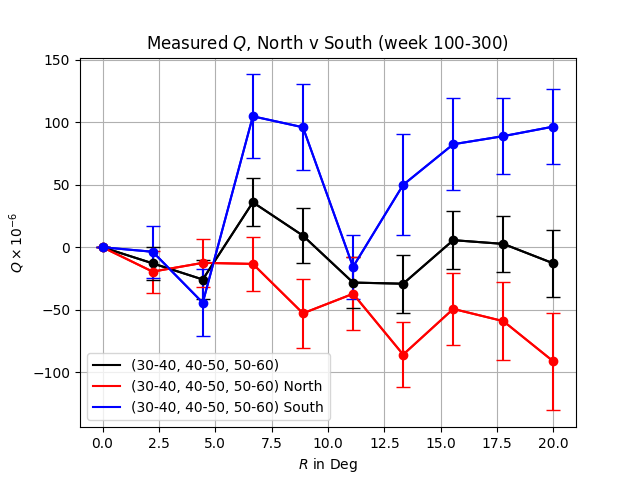 Measured Q, North v South (week 100-300)
150
100
50
0
−50
−100
Q × 10⁻⁶
(30-40, 40-50, 50-60)
(30-40, 40-50, 50-60) North
(30-40, 40-50, 50-60) South
0.0 2.5 5.0 7.5 10.0 12.5 15.0 17.5 20.0
R in Deg